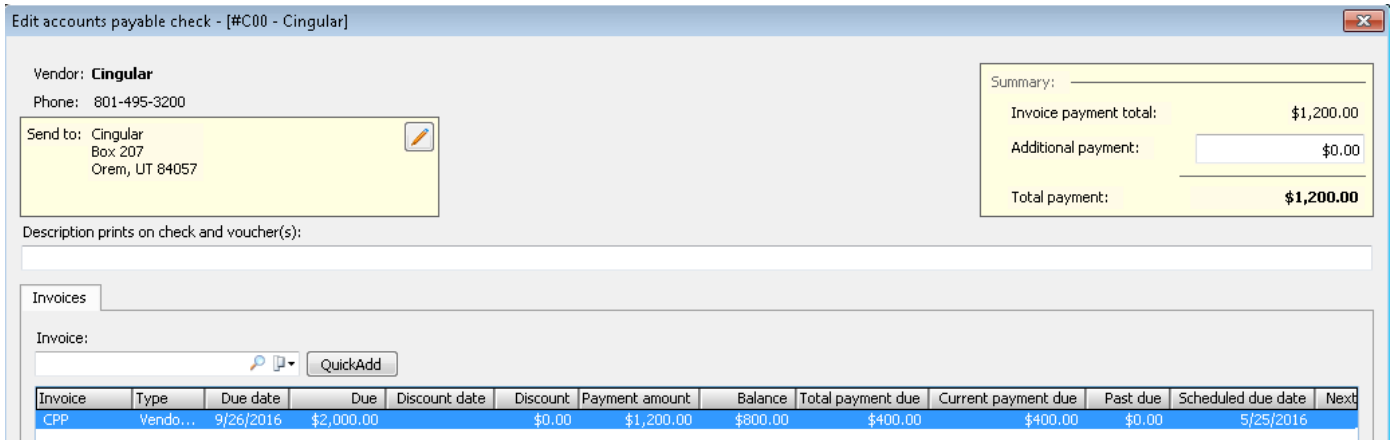 Edit accounts payable check - [#C00 - Cingular]
Vendor: Cingular
Phone: 801-495-3200
Send to: Cingular
Box 207
Orem, UT 84057
Summary:
Invoice payment total: $1,200.00
Additional payment: $0.00
Total payment: $1,200.00
Description prints on check and voucher(s):
Invoices
Invoice:
QuickAdd
Invoice Type Due date Due Discount date Discount Payment amount Balance Total payment due Current payment due Past due Scheduled due date Next
CPP Vendo... 9/26/2016 $2,000.00 $0.00 $1,200.00 $800.00 $400.00 $400.00 $0.00 5/25/2016